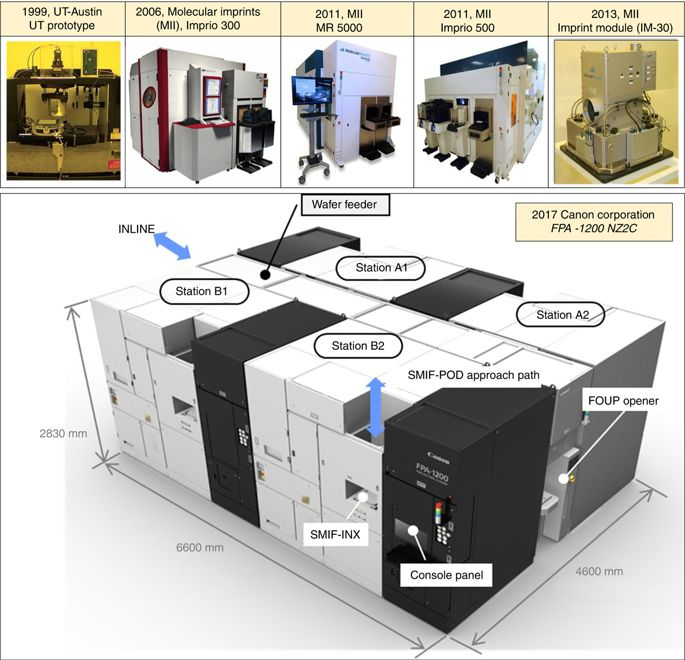 1999, UT-Austin
UT prototype
2006, Molecular imprints
(MII), Imprio 300
2011, MII
MR 5000
2011, MII
Imprio 500
2013, MII
Imprint module (IM-30)
Wafer feeder
2017 Canon corporation
FPA -1200 NZ2C
INLINE
Station A1
Station B1
Station A2
Station B2
SMIF-POD approach path
FOUP opener
2830 mm
Canon
FPA-1200
SMIF-INX
6600 mm
Console panel
4600 mm